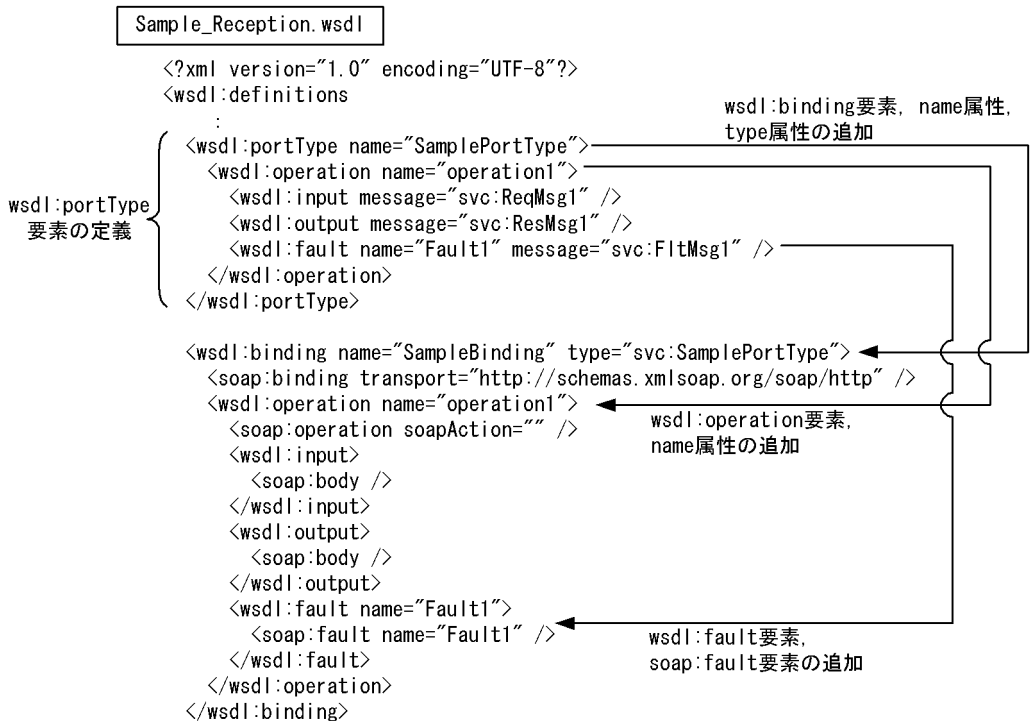 Sample_Reception.wsdl
<?xml version="1.0" encoding="UTF-8"?>
<wsdl:definitions
:
<wsdl:portType name="SamplePortType">
<wsdl:operation name="operation1">
<wsdl:input message="svc:ReqMsg1" />
<wsdl:output message="svc:ResMsg1" />
<wsdl:fault name="Fault1" message="svc:FltMsg1" />
</wsdl:operation>
</wsdl:portType>
wsdl:portType
要素の定義
wsdl:binding要素, name属性,
type属性の追加
<wsdl:binding name="SampleBinding" type="svc:SamplePortType">
<soap:binding transport="http://schemas.xmlsoap.org/soap/http" />
<wsdl:operation name="operation1">
<soap:operation soapAction="" />
<wsdl:input>
<soap:body />
</wsdl:input>
<wsdl:output>
<soap:body />
</wsdl:output>
<wsdl:fault name="Fault1">
<soap:fault name="Fault1" />
</wsdl:fault>
</wsdl:operation>
</wsdl:binding>
wsdl:operation要素,
name属性の追加
wsdl:fault要素,
soap:fault要素の追加